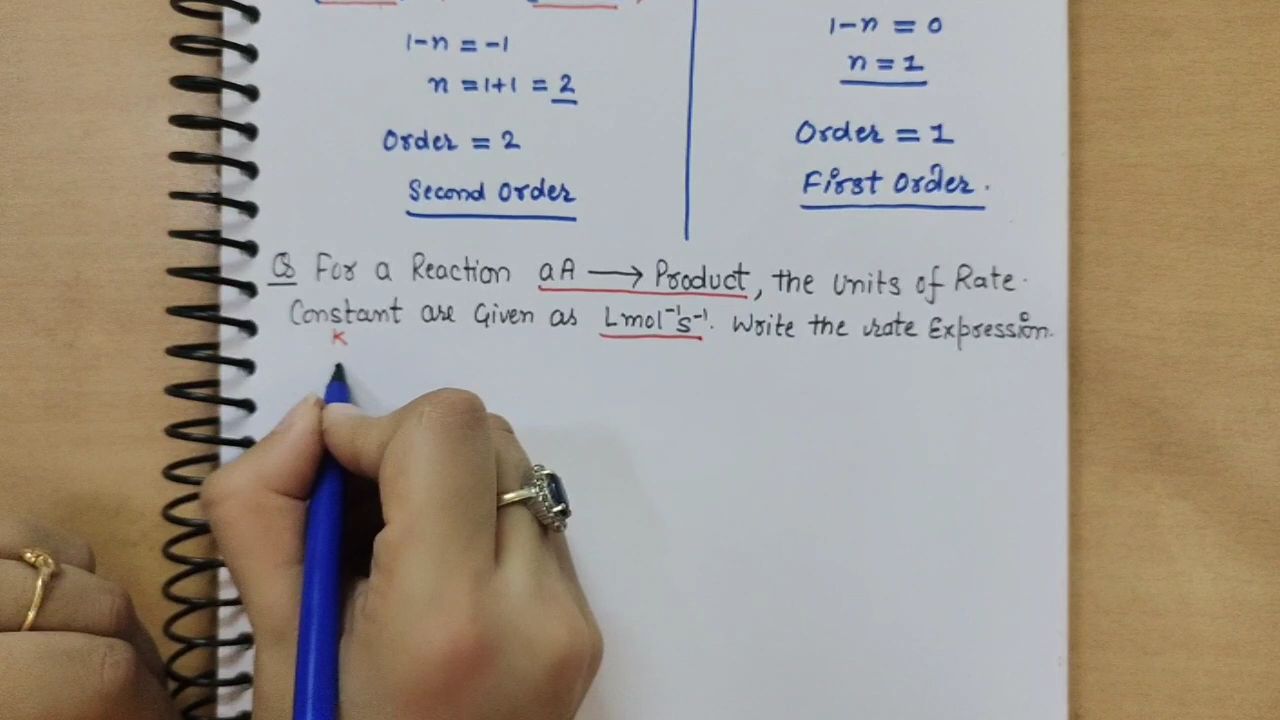 1-n = -1
n = 1+1 = 2
Order = 2
Second Order
1-n = 0
n = 1
Order = 1
First Order.
Q For a Reaction aA ⟶ Product, the Units of Rate
Constant are Given as Lmol⁻¹s⁻¹. Write the rate Expression.
K